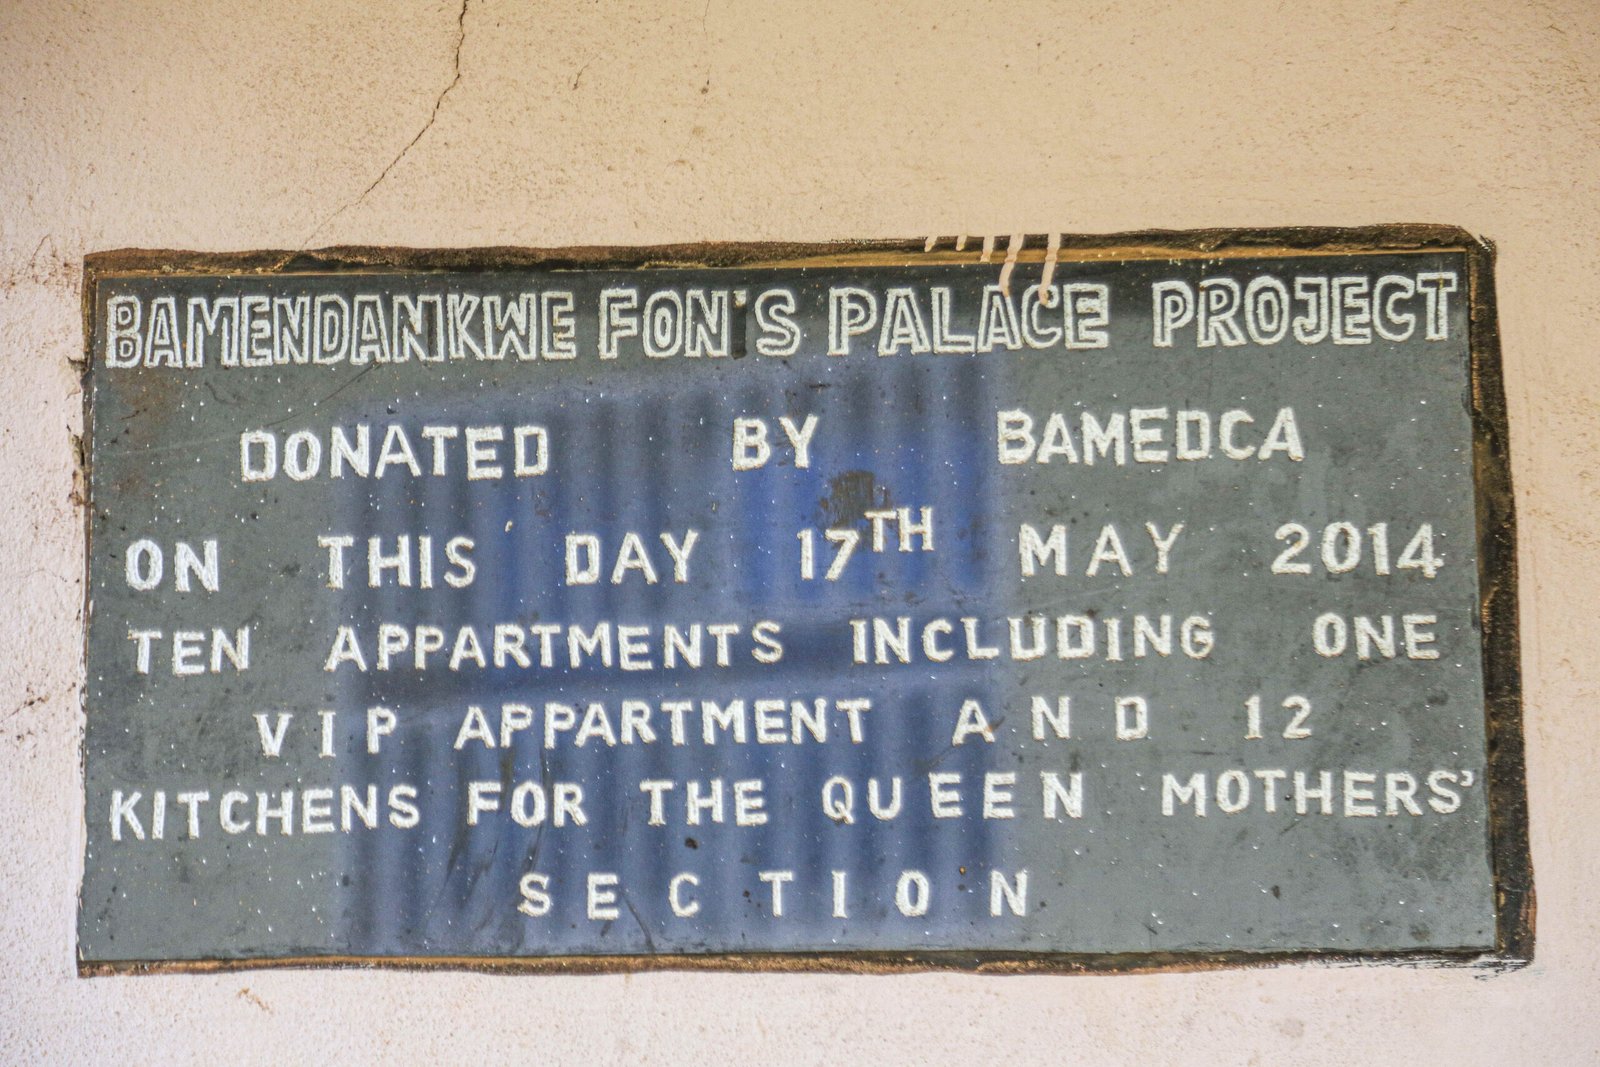 BAMENDANKWE FON'S PALACE PROJECT
DONATED BY BAMEDCA
ON THIS DAY 17TH MAY 2014
TEN APPARTMENTS INCLUDING ONE
VIP APPARTMENT AND 12
KITCHENS FOR THE QUEEN MOTHERS'
SECTION